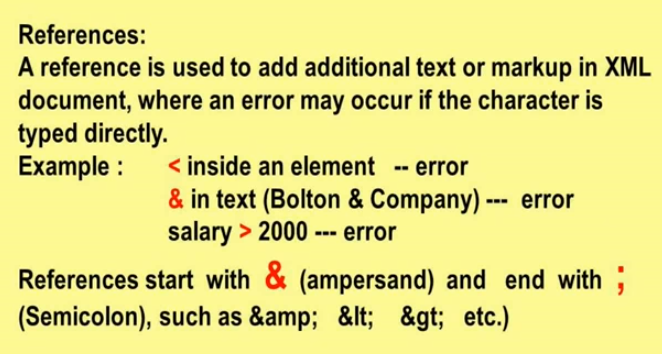 References:
A reference is used to add additional text or markup in XML
document, where an error may occur if the character is
typed directly.
Example : < inside an element -- error
& in text (Bolton & Company) --- error
salary > 2000 --- error
References start with & (ampersand) and end with ;
(Semicolon), such as &amp; &lt; &gt; etc.)